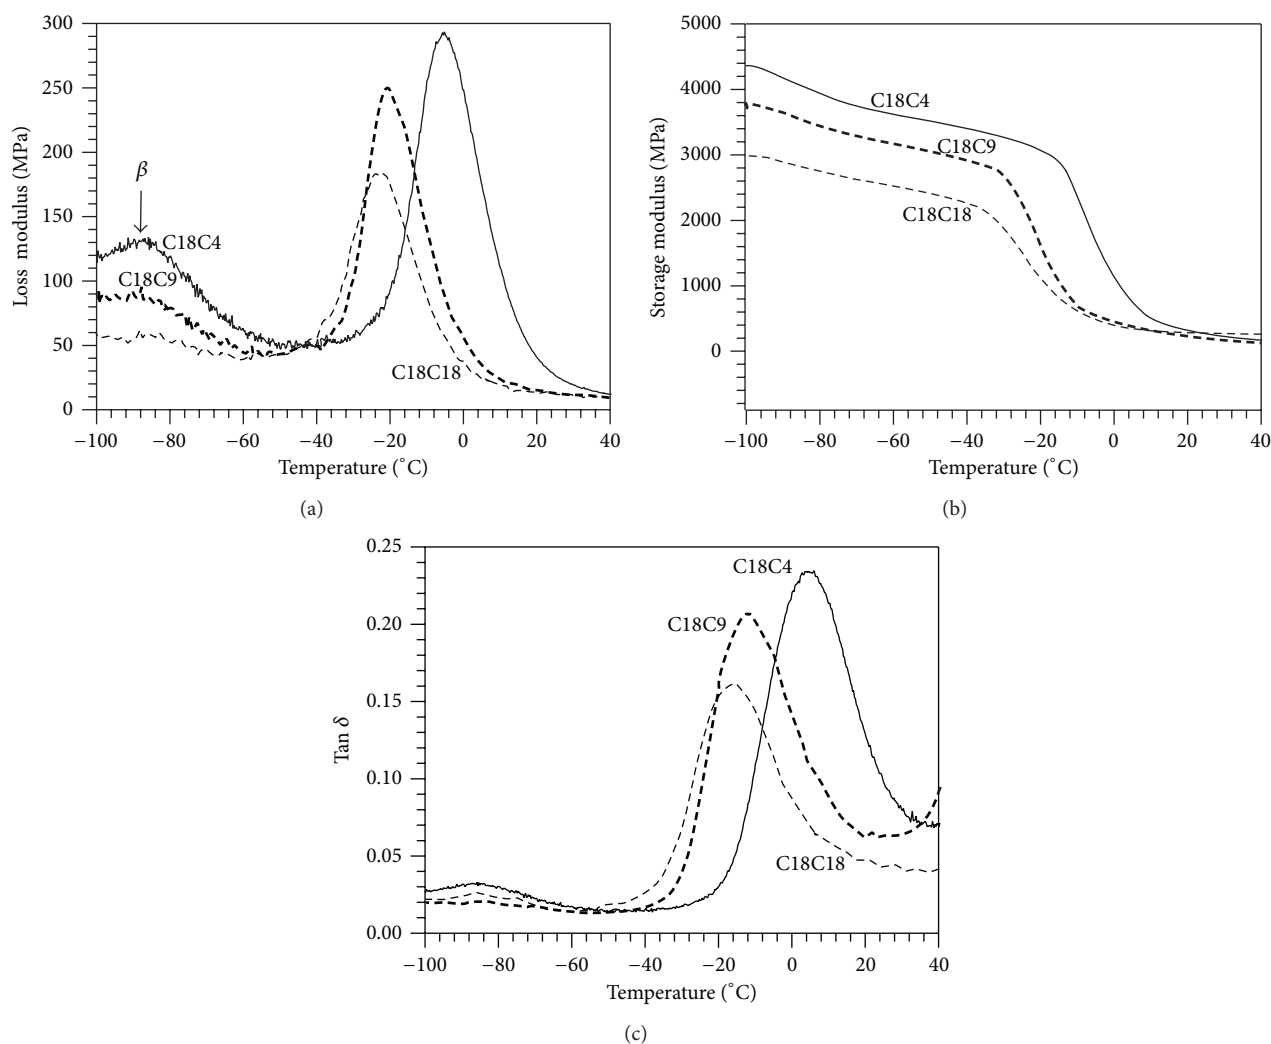 300
250
200
150
100
50
0
Loss modulus (MPa)
β
C18C4
C18C9
C18C18
−100 −80 −60 −40 −20 0 20 40
Temperature (°C)
(a)
5000
4000
3000
2000
1000
0
Storage modulus (MPa)
C18C4
C18C9
C18C18
−100 −80 −60 −40 −20 0 20 40
Temperature (°C)
(b)
0.25
0.20
0.15
0.10
0.05
0.00
Tan δ
C18C4
C18C9
C18C18
−100 −80 −60 −40 −20 0 20 40
Temperature (°C)
(c)